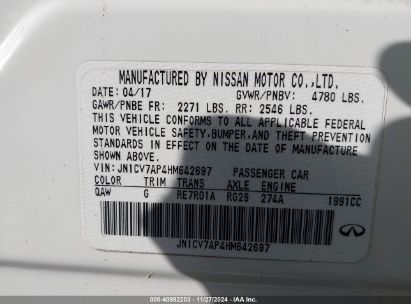 MANUFACTURED BY NISSAN MOTOR CO.,LTD.
DATE 04/17 GVWR/PNBV: 4780 LBS.
GAWR/PNBE FR: 2271 LBS. RR: 2546 LBS.
THIS VEHICLE CONFORMS TO ALL APPLICABLE FEDERAL
MOTOR VEHICLE SAFETY,BUMPER,AND THEFT PREVENTION
STANDARDS IN EFFECT ON THE DATE OF MANUFACTURE
SHOWN ABOVE.
VIN: JN1CV7AP4HM642697 PASSENGER CAR
COLOR TRIM TRANS AXLE ENGINE
QAW G RE7R01A RG29 274A 1991CC
JN1CV7AP4HM642697
10-40982203 - 11/27/2024 - IAAI.COM